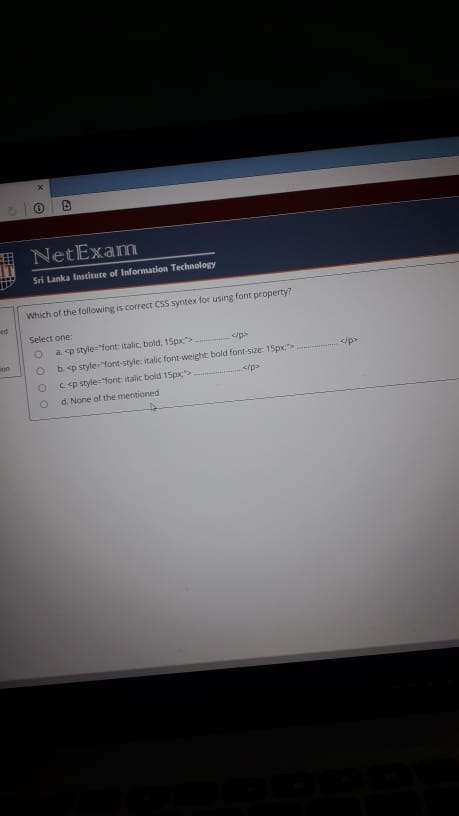 NetExam
Sri Lanka Institute of Information Technology
Which of the following is correct CSS syntex for using font property?
Select one:
a. <p style="font: italic, bold, 15px;"> .............. </p>
b. <p style="font-style: italic font-weight: bold font-size: 15px;"> ................. </p>
c. <p style="font: italic bold 15px;"> ....................</p>
d. None of the mentioned